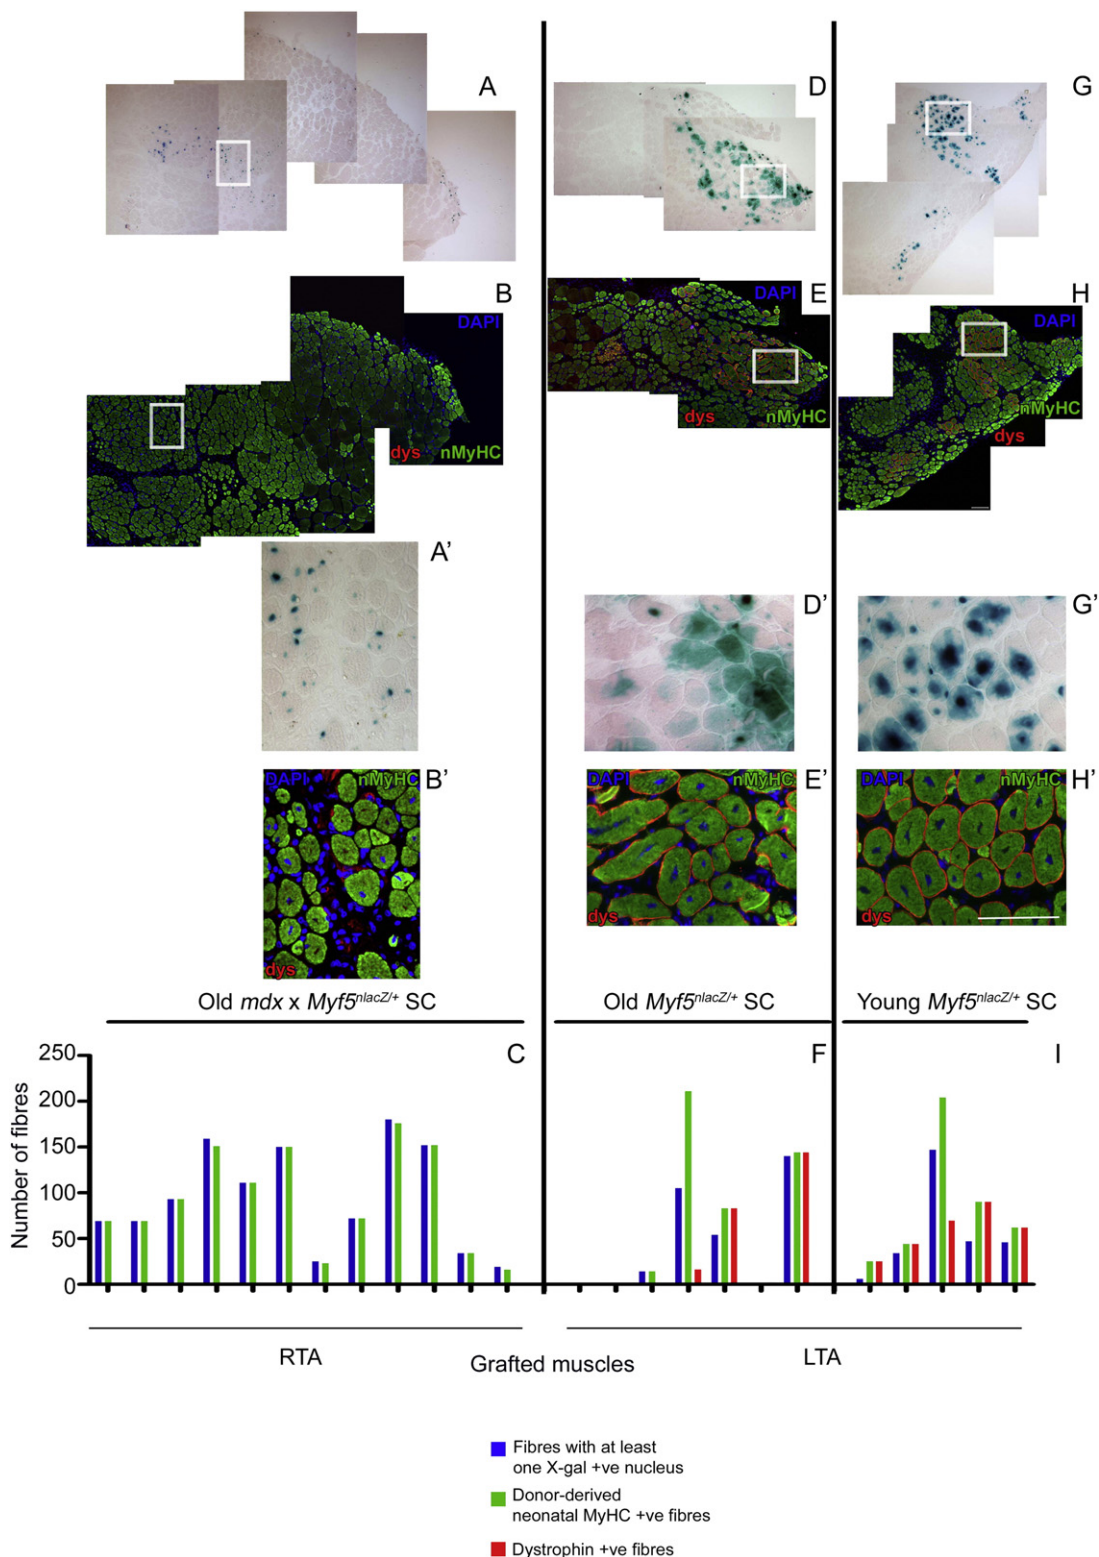 A
D
G
B
DAPI
dys
nMyHC
E
DAPI
dys
nMyHC
H
DAPI
nMyHC
dys
A'
D'
G'
DAPI
nMyHC
B'
dys
DAPI
nMyHC
E'
dys
DAPI
nMyHC
H'
dys
Old mdx x Myf5nlacZ/+ SC
Old Myf5nlacZ/+ SC
Young Myf5nlacZ/+ SC
C
F
I
Number of fibres
250
200
150
100
50
0
RTA
Grafted muscles
LTA
Fibres with at least
one X-gal +ve nucleus
Donor-derived
neonatal MyHC +ve fibres
Dystrophin +ve fibres